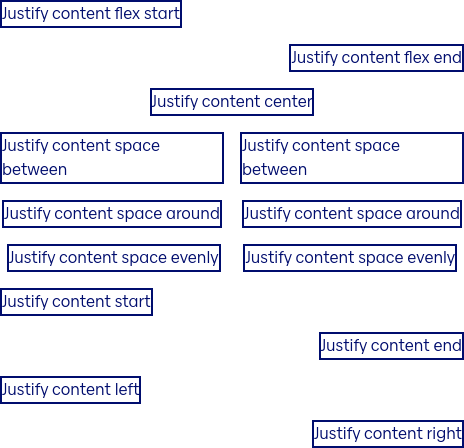 Justify content flex start
Justify content flex end
Justify content center
Justify content space
between
Justify content space
between
Justify content space around
Justify content space around
Justify content space evenly
Justify content space evenly
Justify content start
Justify content end
Justify content left
Justify content right